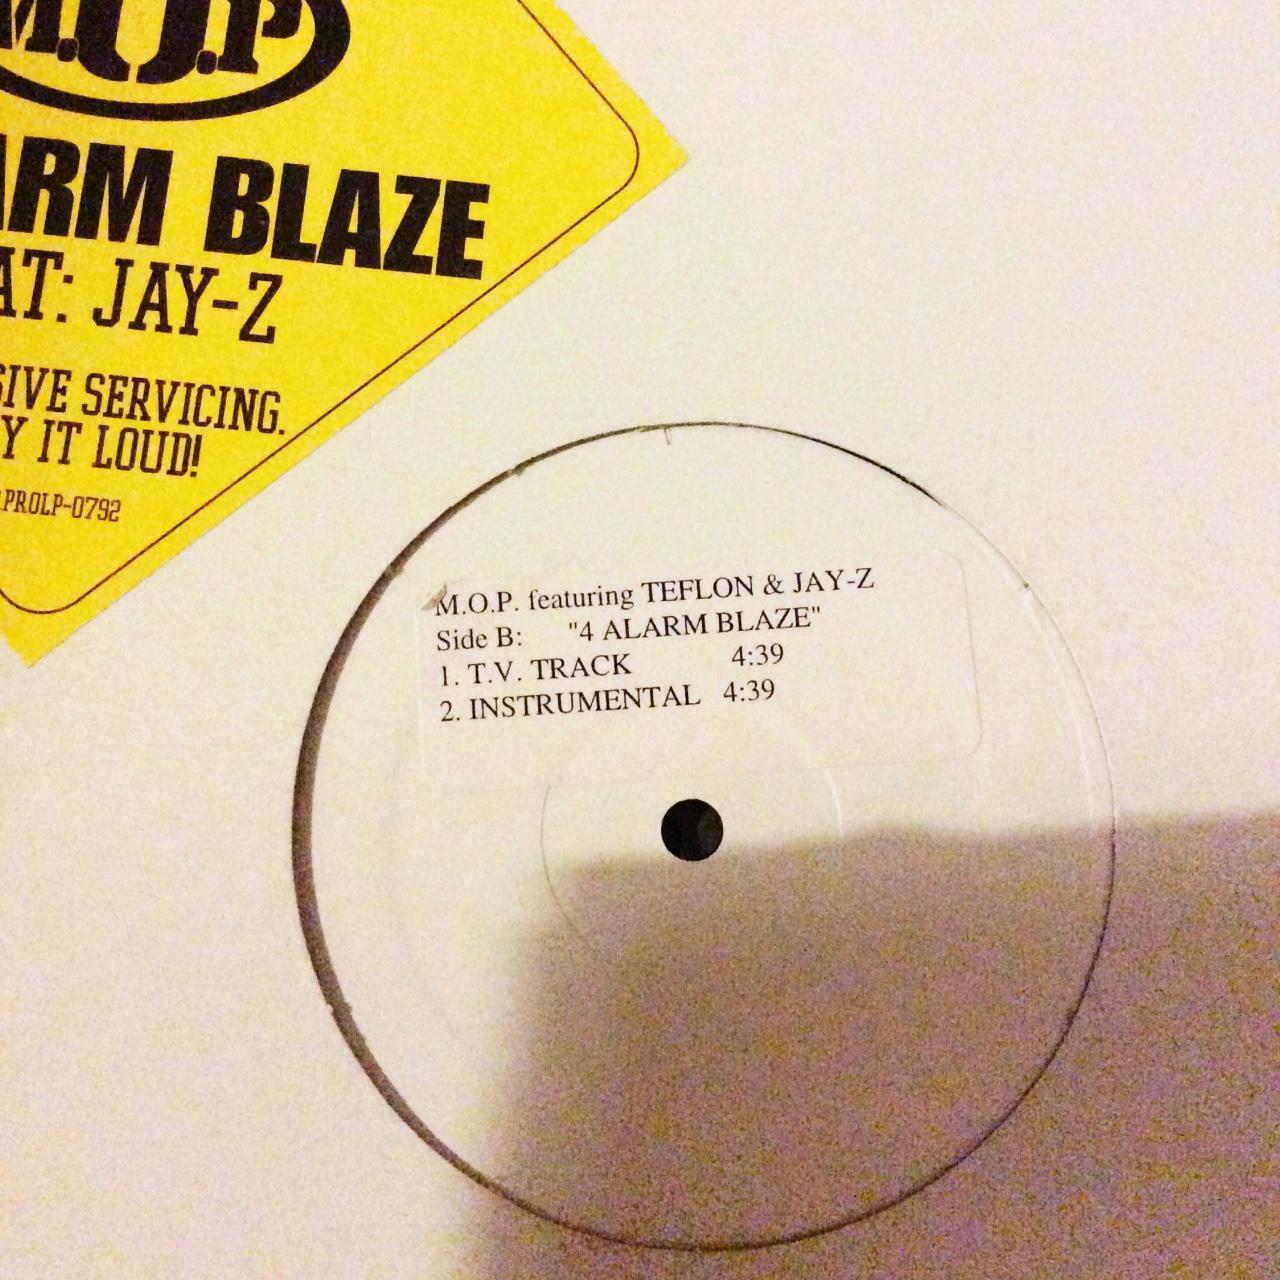 M.O.P
ARM BLAZE
AT: JAY-Z
SIVE SERVICING.
Y IT LOUD!
PROLP-0792
M.O.P. featuring TEFLON & JAY-Z
Side B: "4 ALARM BLAZE"
1. T.V. TRACK 4:39
2. INSTRUMENTAL 4:39